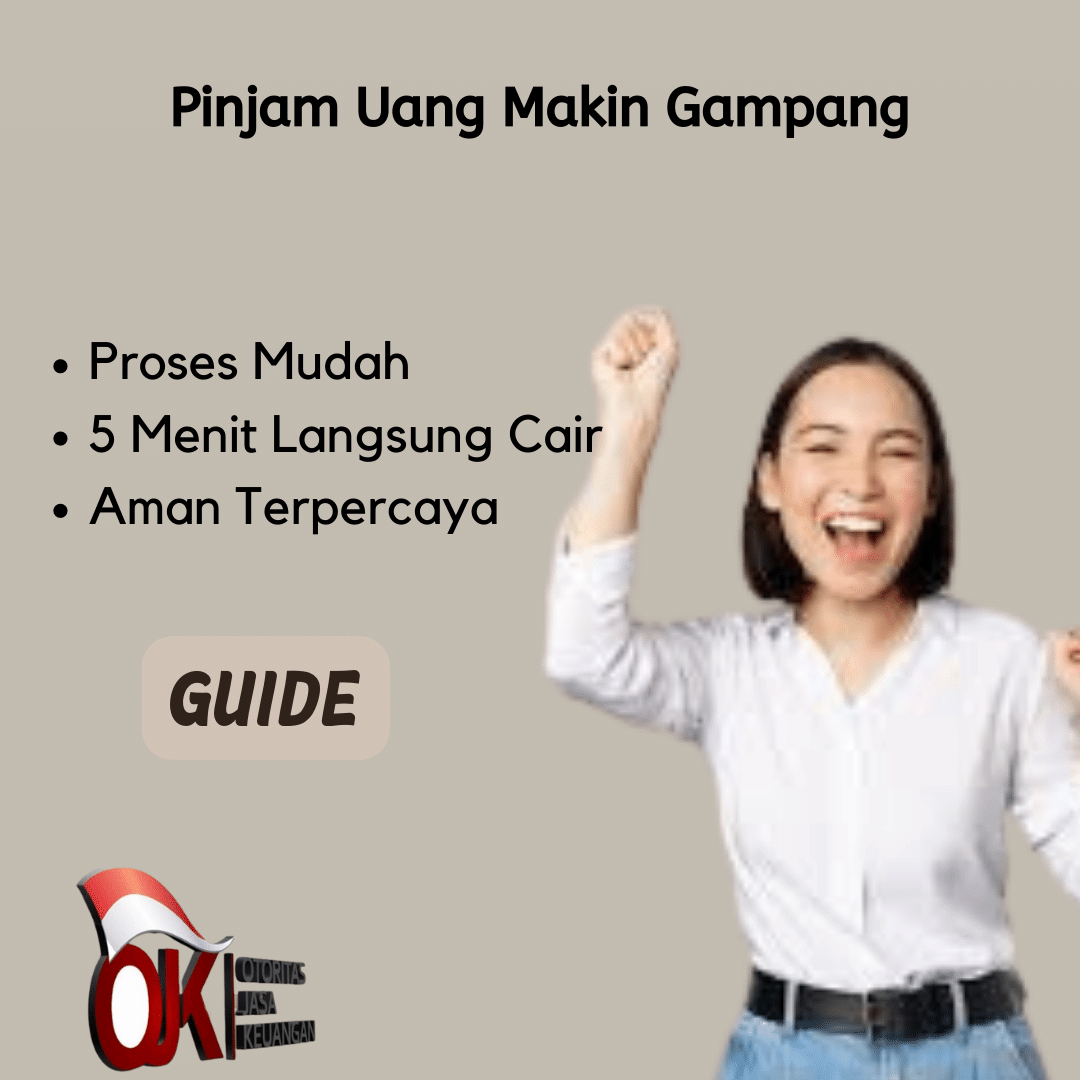 Pinjam Uang Makin Gampang
• Proses Mudah
• 5 Menit Langsung Cair
• Aman Terpercaya
GUIDE
OJK
OTORITAS
JASA
KEUANGAN